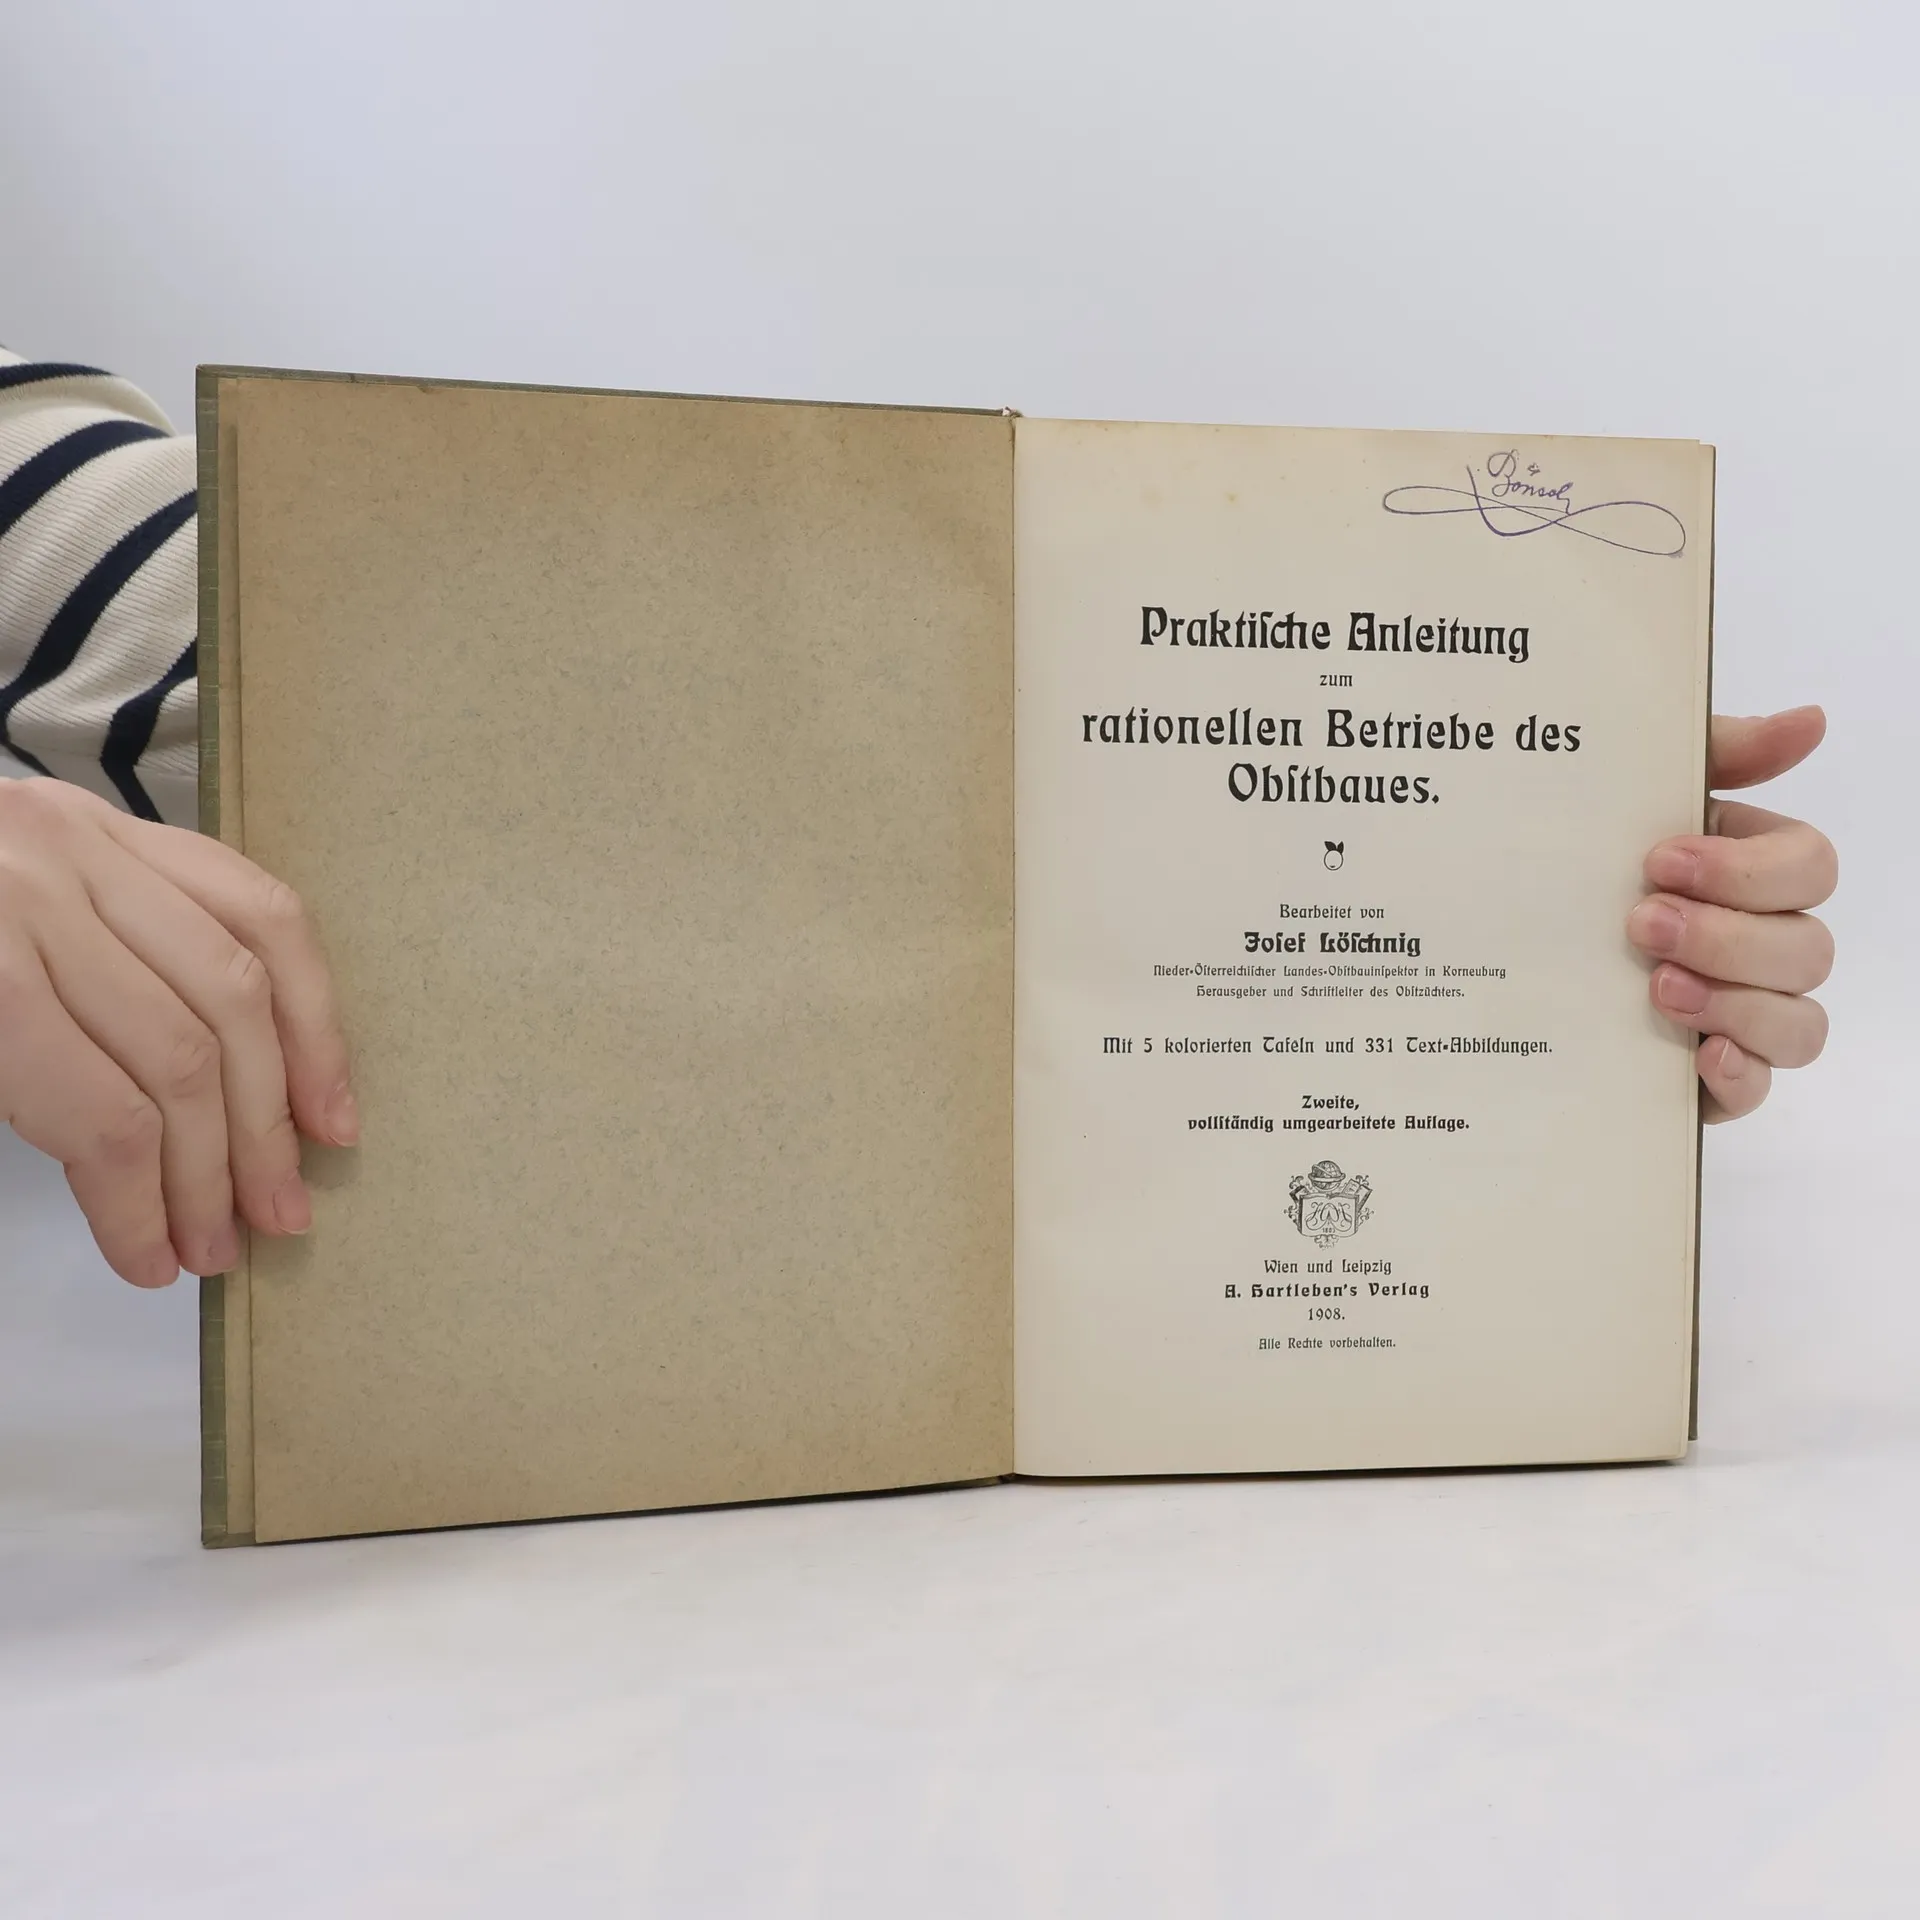 Praktiſche Anleitung
zum
rationellen Betriebe des
Obſtbaues.
Bearbeitet von
Joſef Löſchnig
Nieder-Öſterreichiſcher Landes-Obſtbauinſpektor in Korneuburg
Herausgeber und Schriftleiter des Obſtzüchters.
Mit 5 kolorierten Tafeln und 331 Text-Abbildungen.
Zweite,
vollſtändig umgearbeitete Auflage.
Wien und Leipzig
A. Hartleben's Verlag
1908.
Alle Rechte vorbehalten.